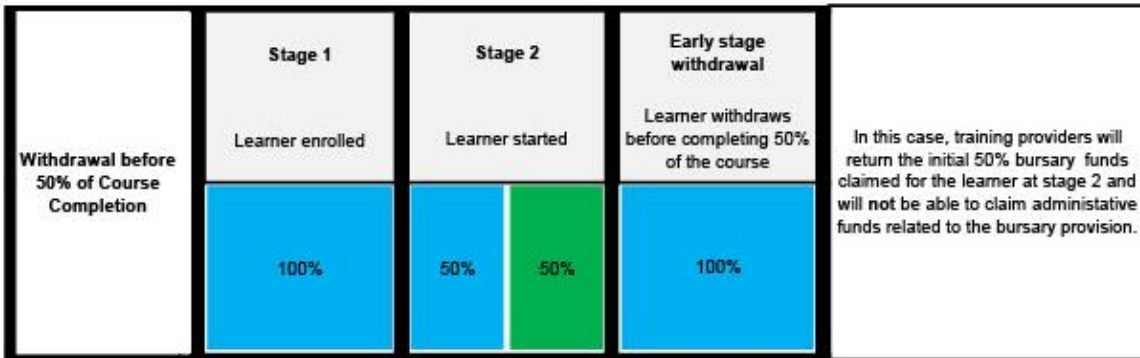 Withdrawal before
50% of Course
Completion
Stage 1
Learner enrolled
100%
Stage 2
Learner started
50%
50%
Early stage
withdrawal
Learner withdraws
before completing 50%
of the course
100%
In this case, training providers will
return the initial 50% bursary funds
claimed for the learner at stage 2 and
will not be able to claim administative
funds related to the bursary provision.